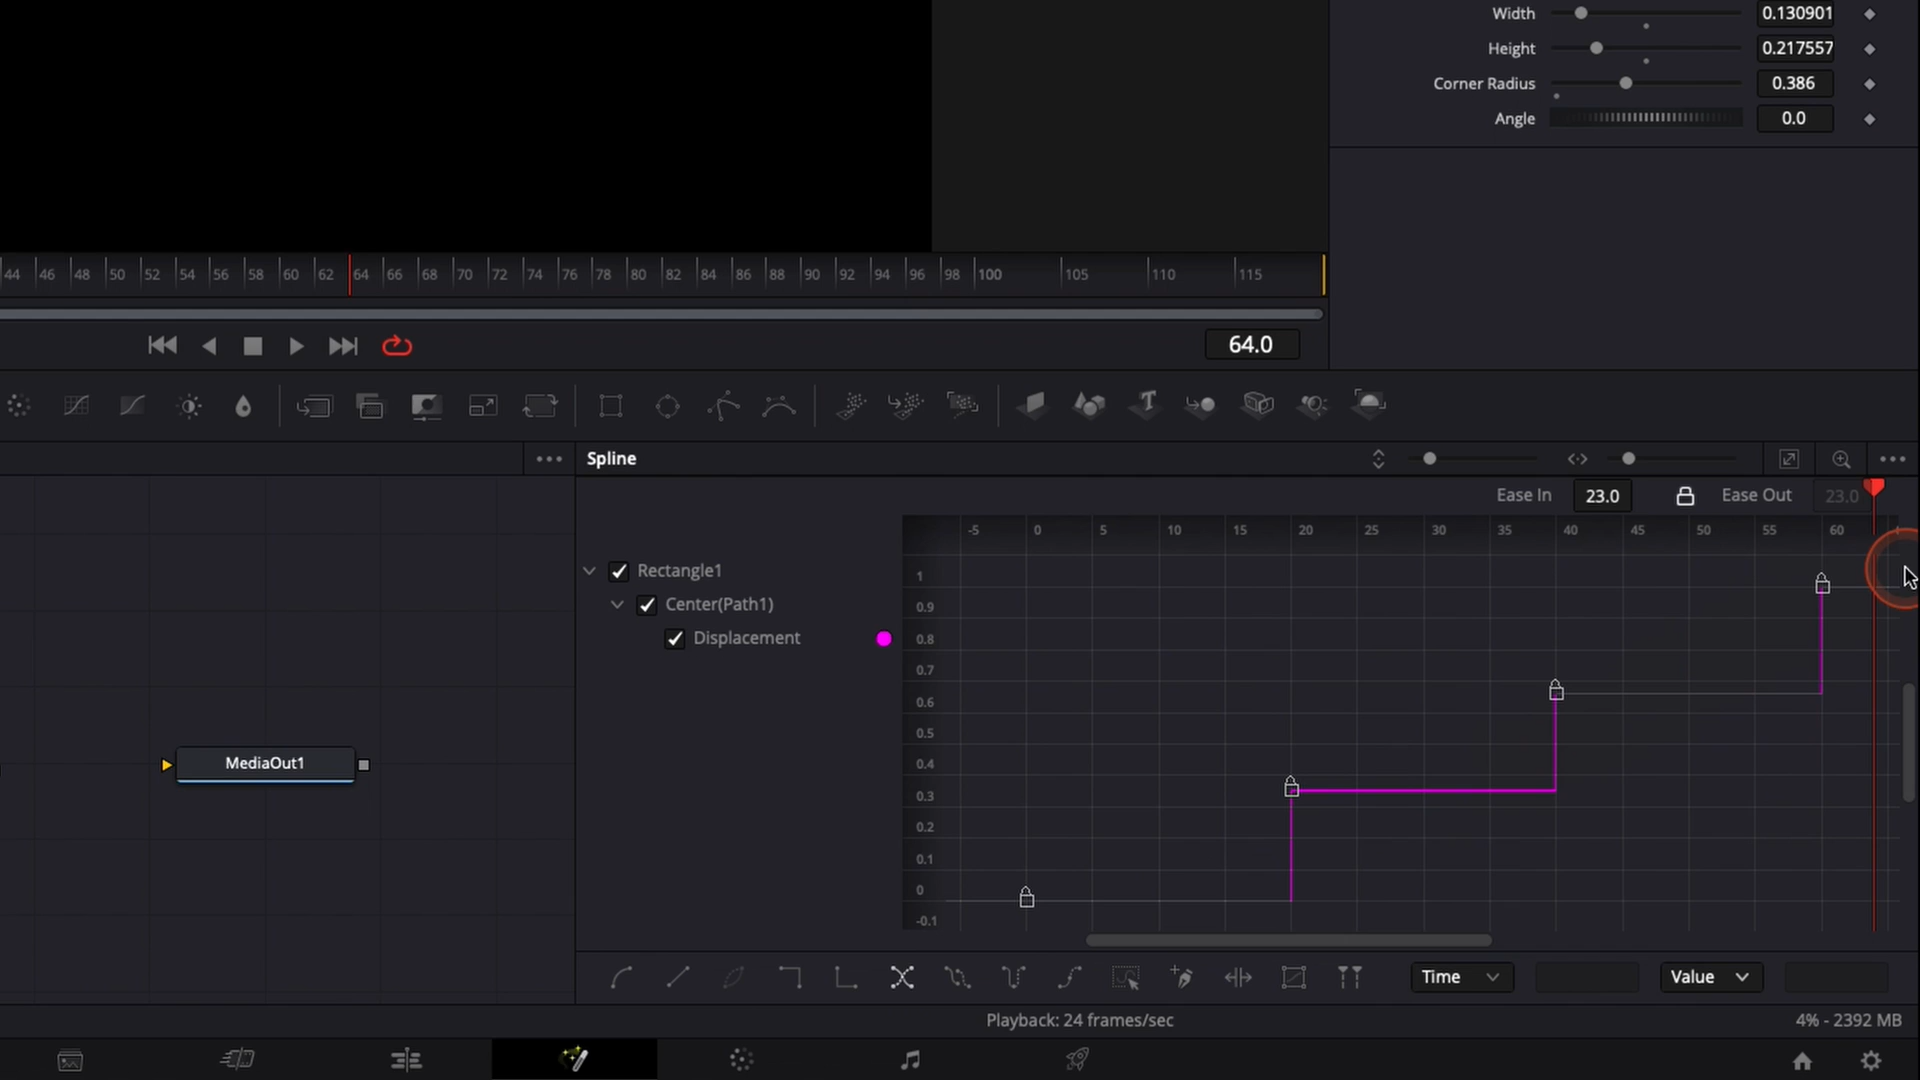 Width 0.130901
Height 0.217557
Corner Radius 0.386
Angle 0.0
44 46 48 50 52 54 56 58 60 62 64 66 68 70 72 74 76 78 80 82 84 86 88 90 92 94 96 98 100 105 110 115
64.0
Spline
Ease In 23.0 Ease Out 23.0
-5 0 5 10 15 20 25 30 35 40 45 50 55 60
Rectangle1
Center(Path1)
Displacement
1
0.9
0.8
0.7
0.6
0.5
0.4
0.3
0.2
0.1
0
-0.1
MediaOut1
Time Value
Playback: 24 frames/sec
4% - 2392 MB